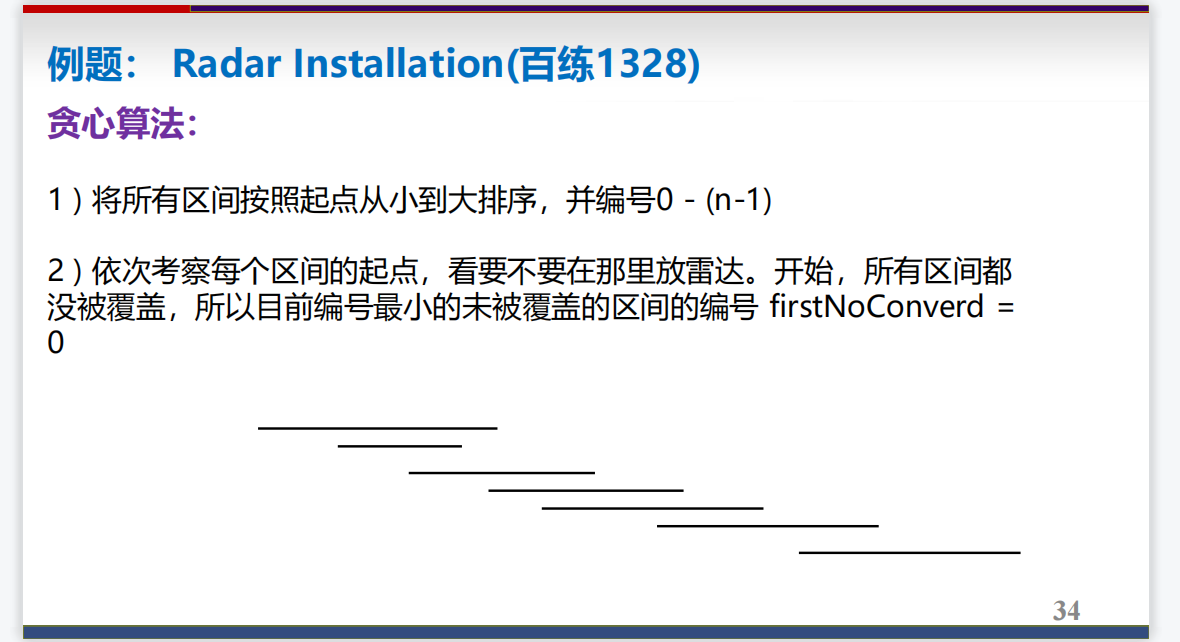 例题： Radar Installation(百练1328)
贪心算法：
1 ) 将所有区间按照起点从小到大排序，并编号0 - (n-1)
2 ) 依次考察每个区间的起点，看要不要在那里放雷达。开始，所有区间都
没被覆盖，所以目前编号最小的未被覆盖的区间的编号 firstNoConverd =
0
34